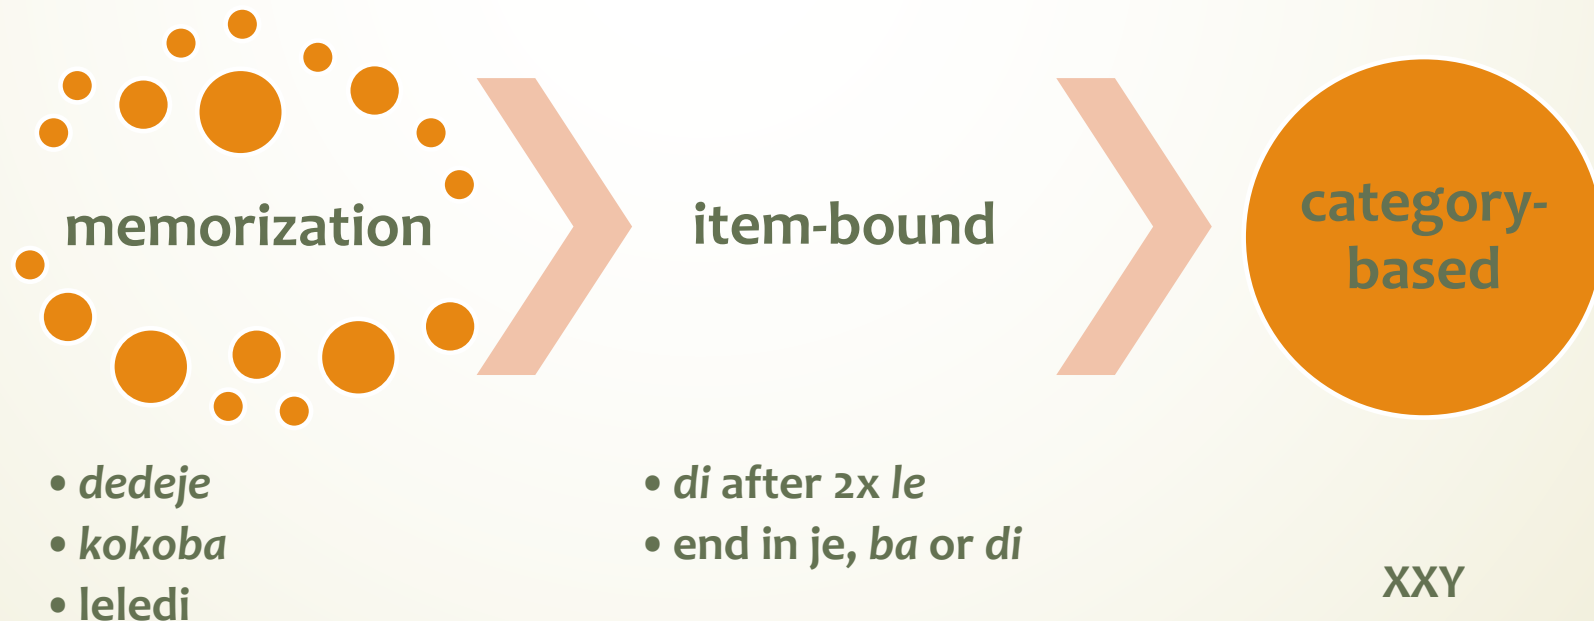 memorization
item-bound
category-
based
• dedeje
• kokoba
• leledi
• di after 2x le
• end in je, ba or di
XXY